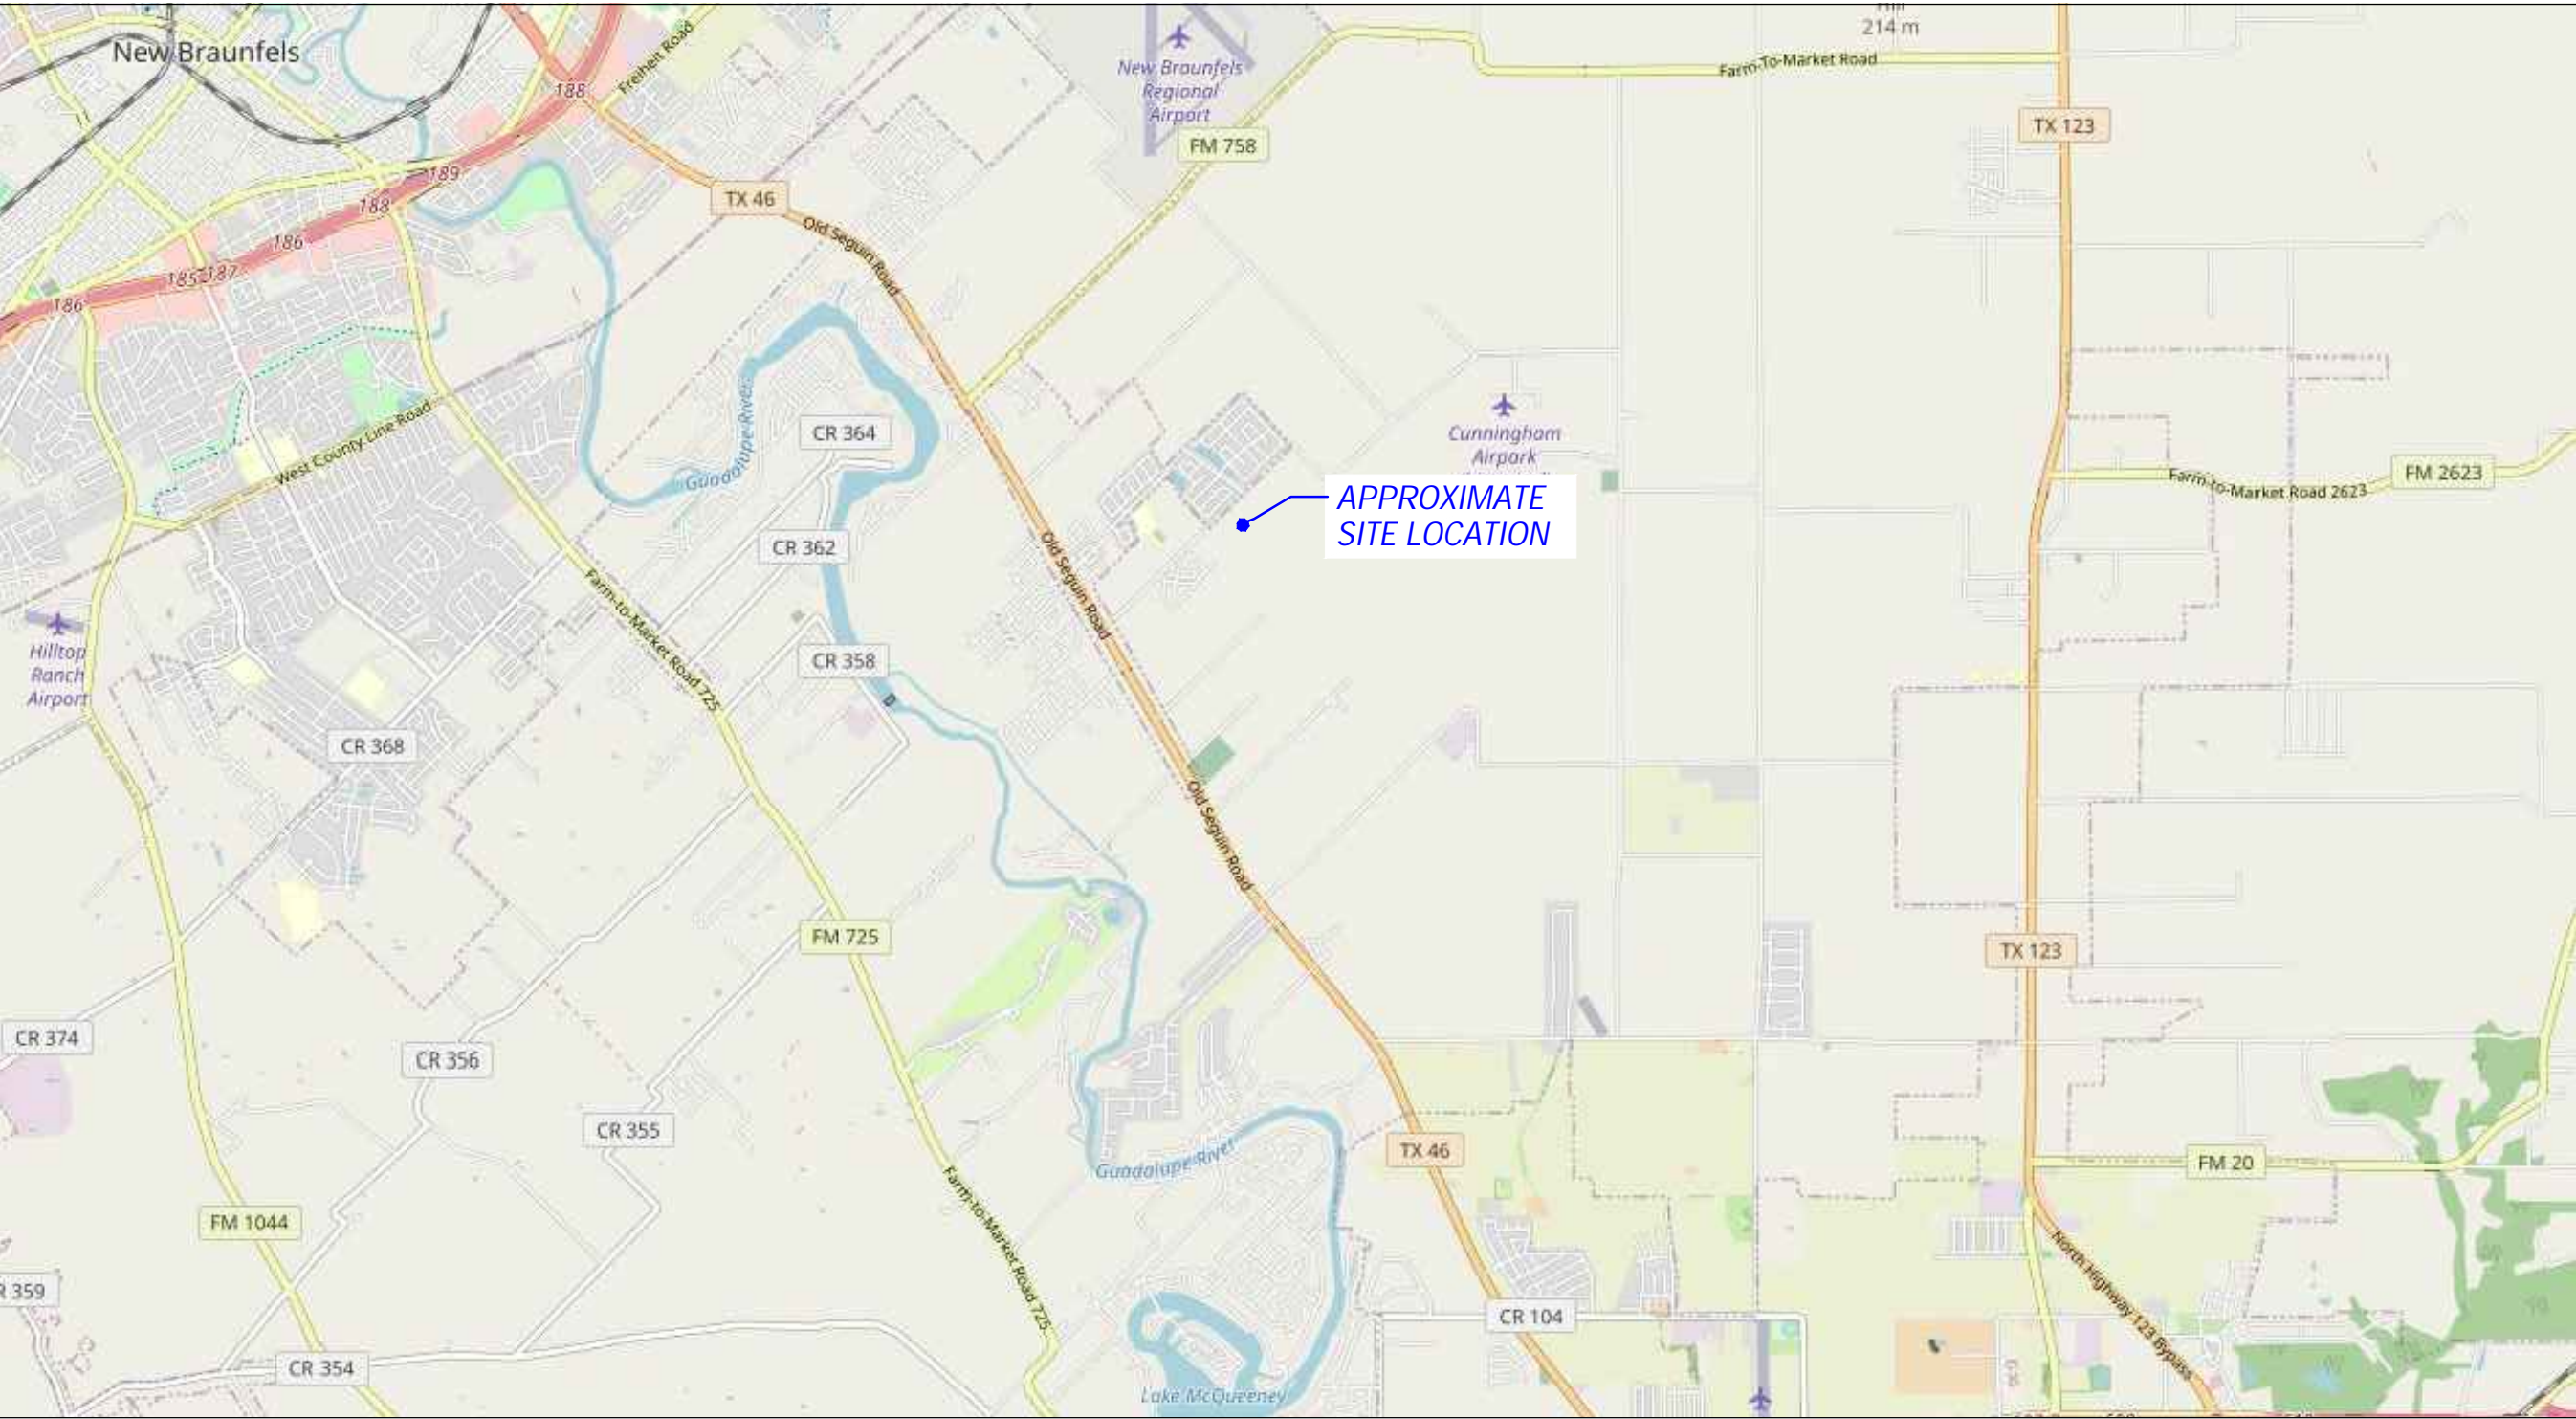 Hill
214 m
New Braunfels
Freiheit Road
New Braunfels
Regional
Airport
Farm-To-Market Road
188
FM 758
TX 123
189
TX 46
188
Old Seguin Road
186
185
187
186
CR 364
Guadalupe River
Cunningham
Airpark
West County Line Road
FM 2623
Farm-to-Market Road 2623
APPROXIMATE
SITE LOCATION
CR 362
Old Seguin Road
Farm-to-Market Road 725
Hilltop
Ranch
Airport
CR 358
CR 368
Old Seguin Road
FM 725
TX 123
CR 374
CR 356
CR 355
Guadalupe River
TX 46
FM 20
FM 1044
Farm-to-Market Road 725
North Highway 123 Bypass
R 359
CR 104
CR 354
Lake McQueeney